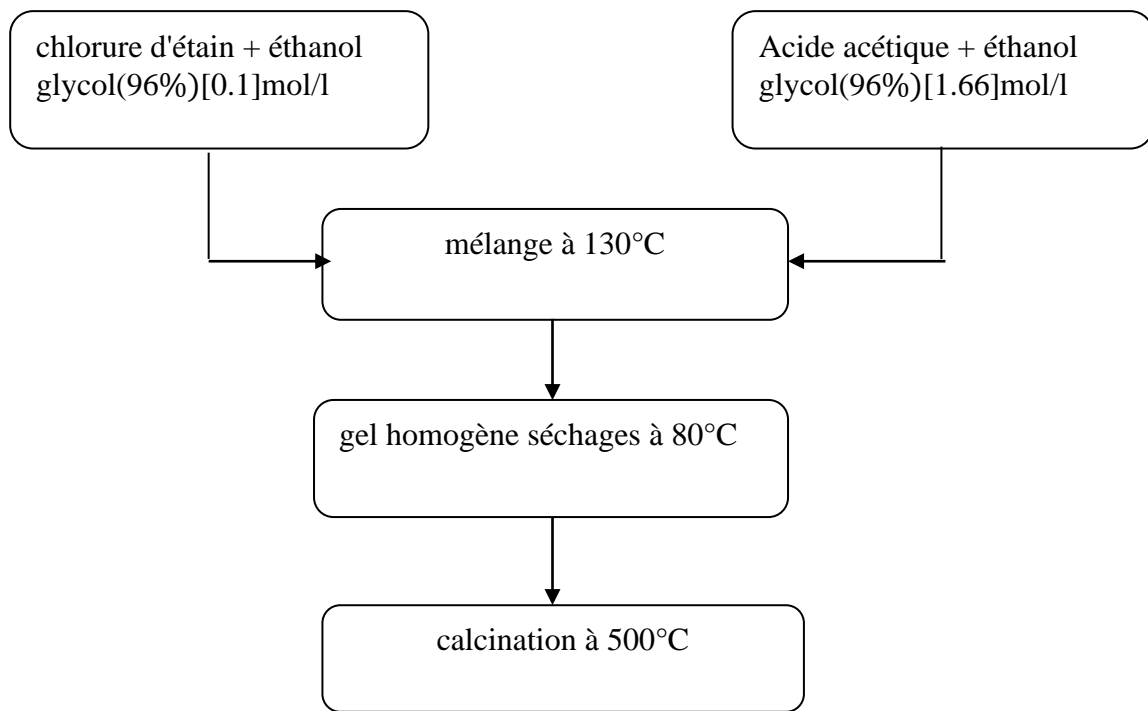 chlorure d'étain + éthanol
glycol(96%)[0.1]mol/l
Acide acétique + éthanol
glycol(96%)[1.66]mol/l
mélange à 130°C
gel homogène séchages à 80°C
calcination à 500°C